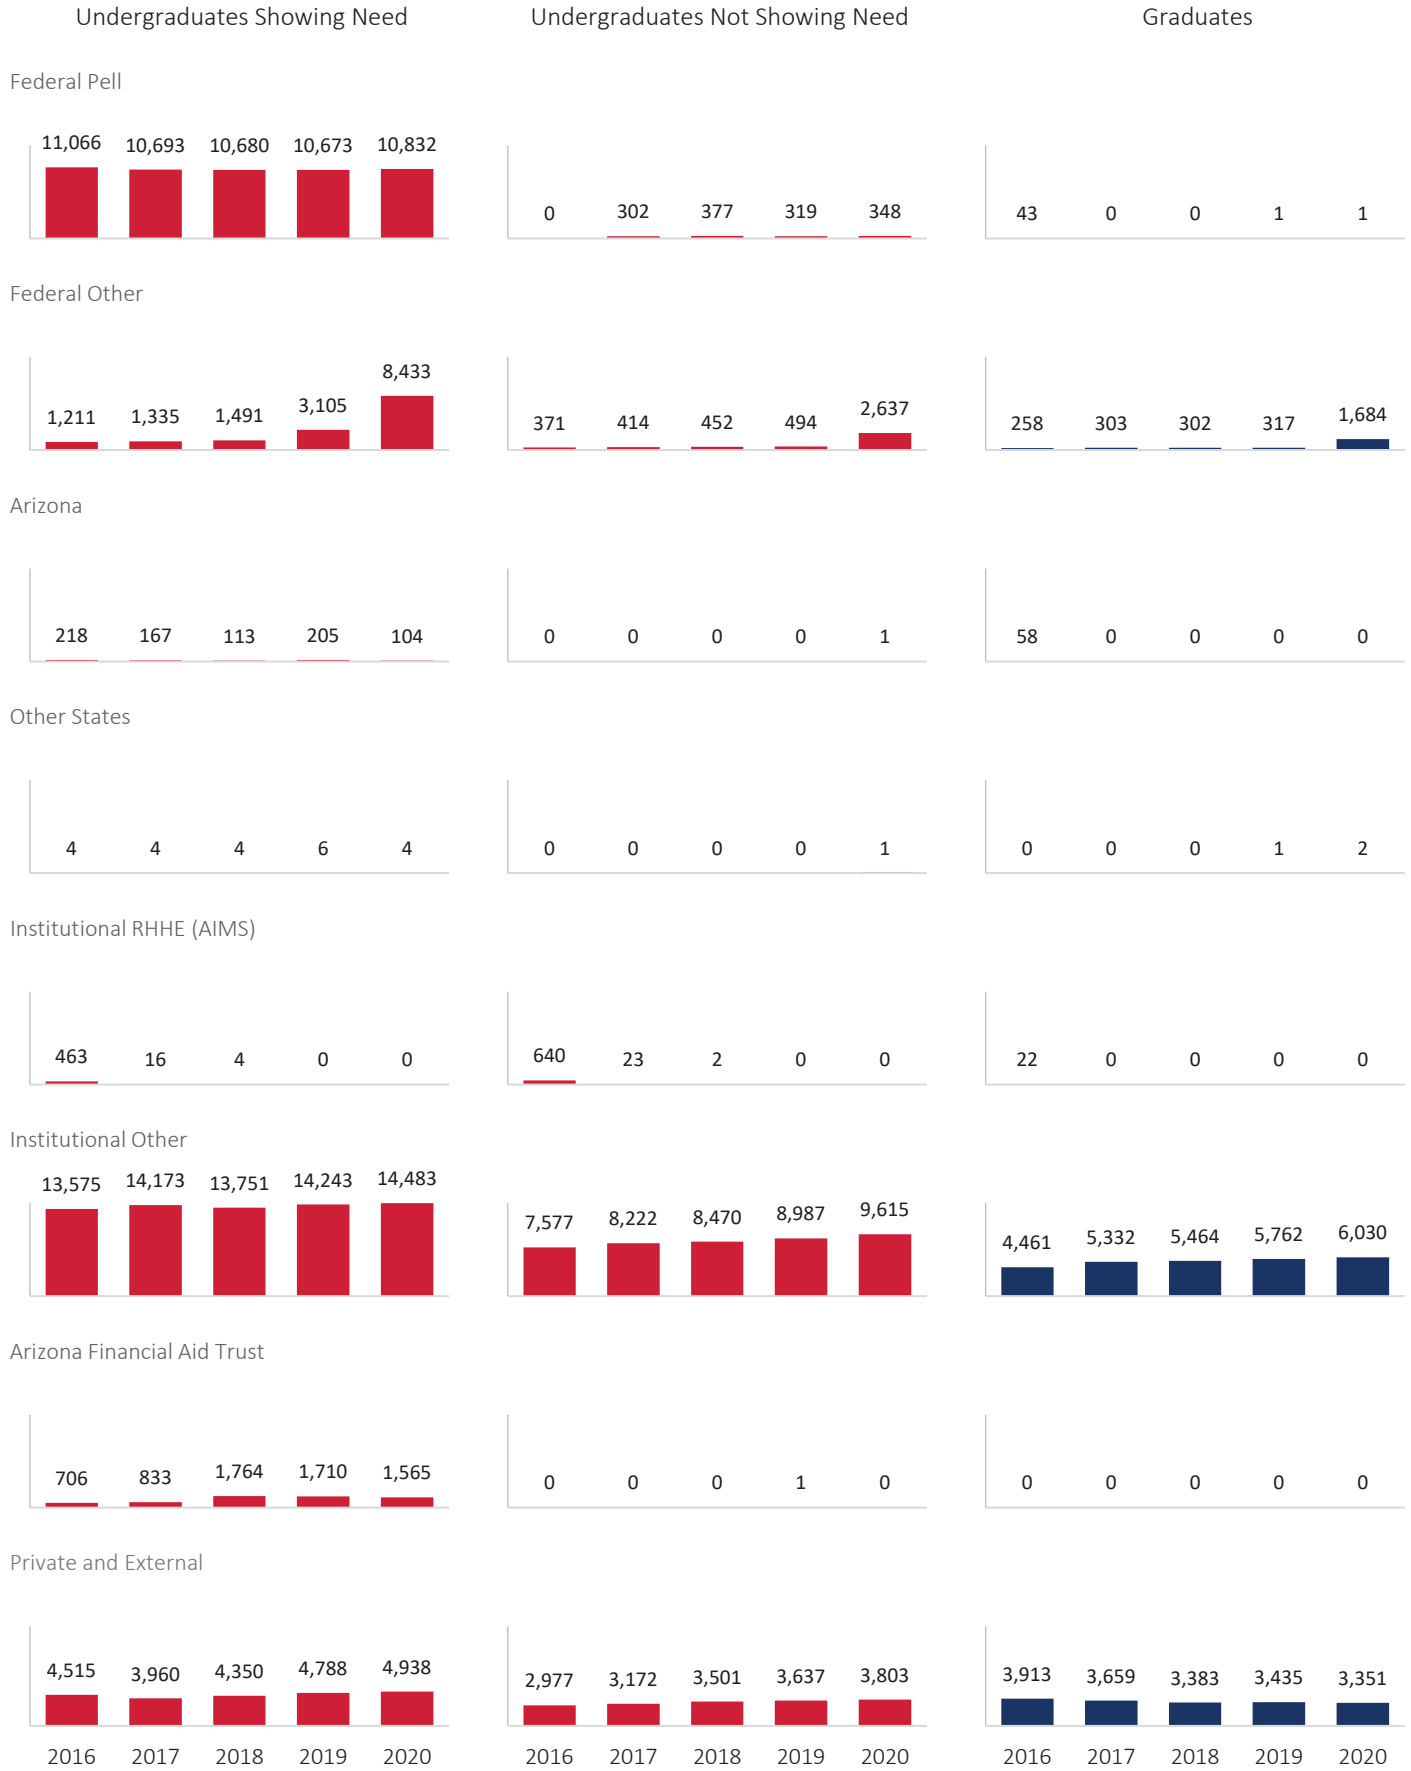 Undergraduates Showing Need Undergraduates Not Showing Need Graduates
Federal Pell
11,066 10,693 10,680 10,673 10,832 0 302 377 319 348 43 0 0 1 1
Federal Other
1,211 1,335 1,491 3,105 8,433 371 414 452 494 2,637 258 303 302 317 1,684
Arizona
218 167 113 205 104 0 0 0 0 1 58 0 0 0 0
Other States
4 4 4 6 4 0 0 0 0 1 0 0 0 1 2
Institutional RHHE (AIMS)
463 16 4 0 0 640 23 2 0 0 22 0 0 0 0
Institutional Other
13,575 14,173 13,751 14,243 14,483 7,577 8,222 8,470 8,987 9,615 4,461 5,332 5,464 5,762 6,030
Arizona Financial Aid Trust
706 833 1,764 1,710 1,565 0 0 0 1 0 0 0 0 0 0
Private and External
4,515 3,960 4,350 4,788 4,938 2,977 3,172 3,501 3,637 3,803 3,913 3,659 3,383 3,435 3,351
2016 2017 2018 2019 2020 2016 2017 2018 2019 2020 2016 2017 2018 2019 2020